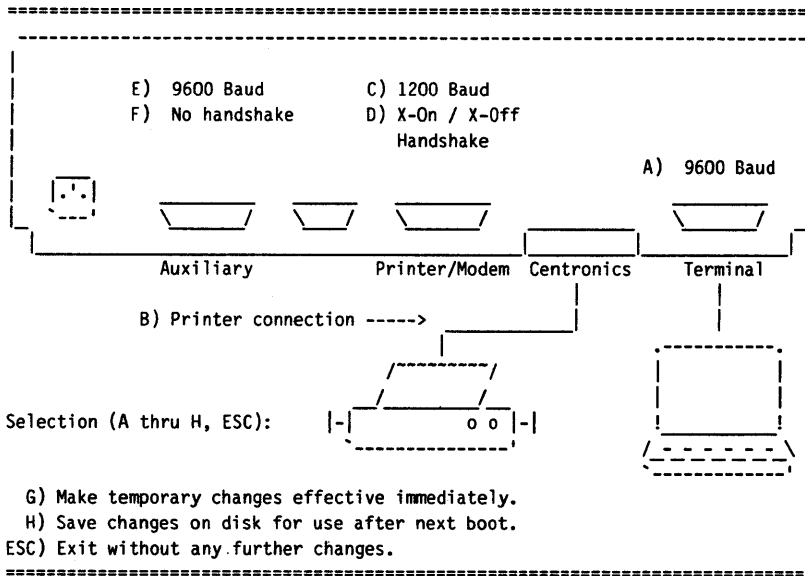 E) 9600 Baud C) 1200 Baud
F) No handshake D) X-On / X-Off
Handshake
A) 9600 Baud
Auxiliary Printer/Modem Centronics Terminal
B) Printer connection ----->
Selection (A thru H, ESC):
G) Make temporary changes effective immediately.
H) Save changes on disk for use after next boot.
ESC) Exit without any further changes.